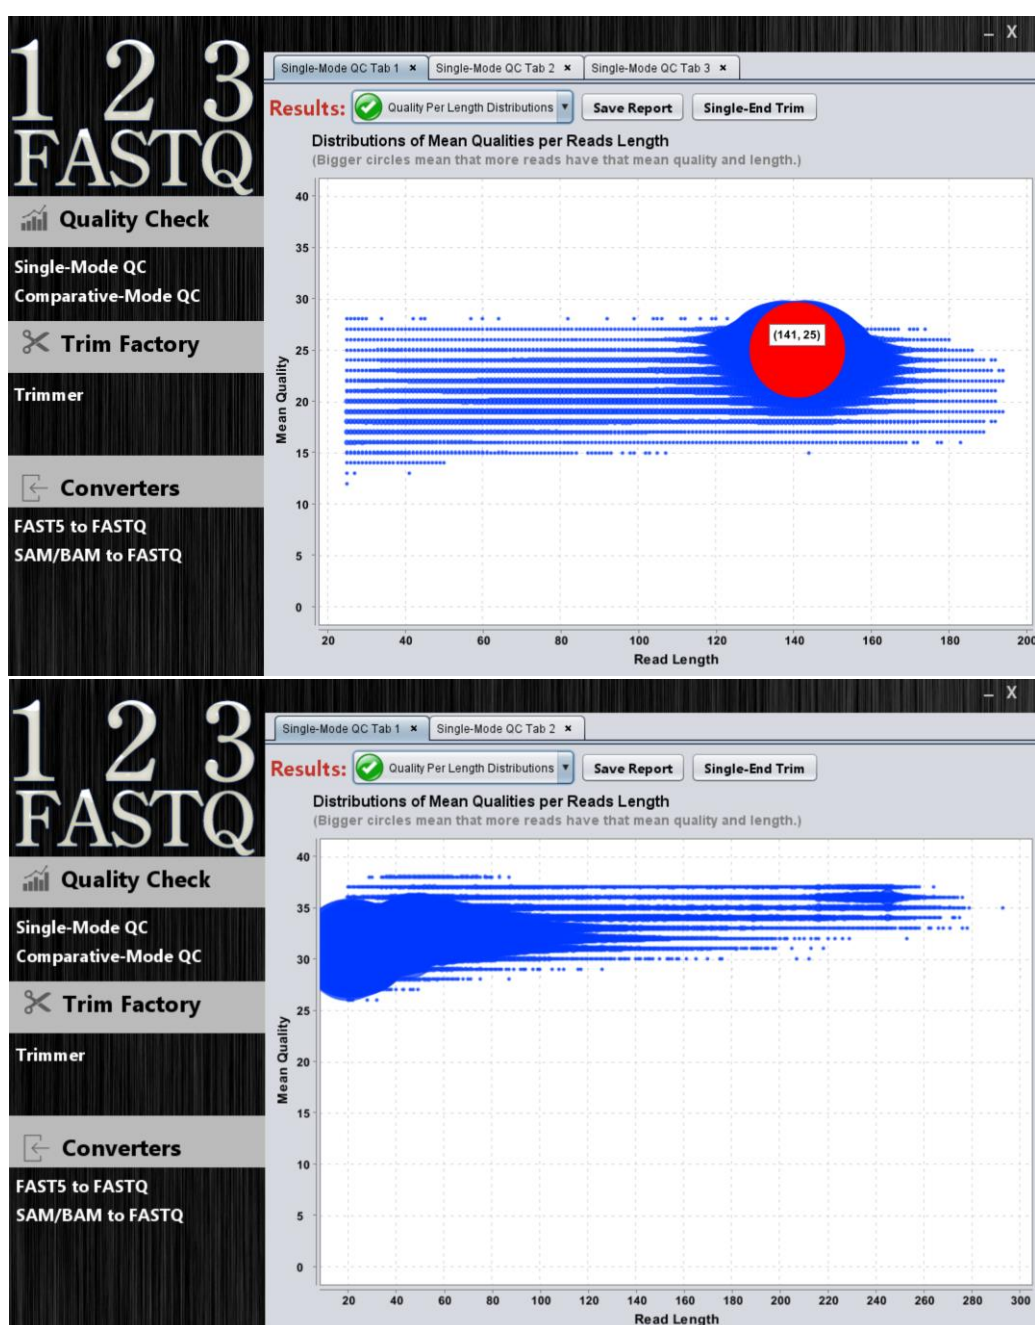 1 2 3
FASTQ
Quality Check
Single-Mode QC
Comparative-Mode QC
Trim Factory
Trimmer
Converters
FAST5 to FASTQ
SAM/BAM to FASTQ
– X
Single-Mode QC Tab 1 × Single-Mode QC Tab 2 × Single-Mode QC Tab 3 ×
Results: Quality Per Length Distributions Save Report Single-End Trim
Distributions of Mean Qualities per Reads Length
(Bigger circles mean that more reads have that mean quality and length.)
Mean Quality
40
35
30
25
20
15
10
5
0
(141, 25)
20 40 60 80 100 120 140 160 180 200
Read Length
1 2 3
FASTQ
Quality Check
Single-Mode QC
Comparative-Mode QC
Trim Factory
Trimmer
Converters
FAST5 to FASTQ
SAM/BAM to FASTQ
– X
Single-Mode QC Tab 1 × Single-Mode QC Tab 2 ×
Results: Quality Per Length Distributions Save Report Single-End Trim
Distributions of Mean Qualities per Reads Length
(Bigger circles mean that more reads have that mean quality and length.)
Mean Quality
40
35
30
25
20
15
10
5
0
20 40 60 80 100 120 140 160 180 200 220 240 260 280 300
Read Length